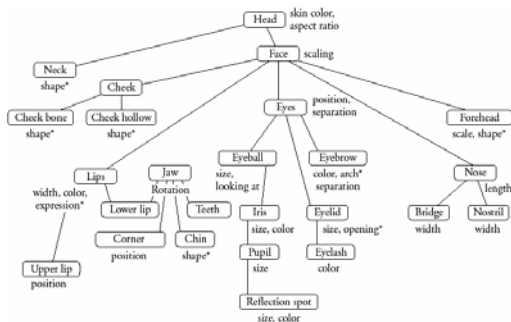 Head
skin color,
aspect ratio
Face
scaling
Neck
shape*
Cheek
Cheek bone
shape*
Cheek hollow
shape*
Eyes
position,
separation
Forehead
scale, shape*
Lips
width, color,
expression*
Jaw
Rotation
Eyeball
size,
looking at
Eyebrow
color, arch*
separation
Nose
length
Lower lip
Teeth
Iris
size, color
Eyelid
size, opening*
Bridge
width
Nostril
width
Corner
position
Chin
shape*
Pupil
size
Eyelash
color
Upper lip
position
Reflection spot
size, color